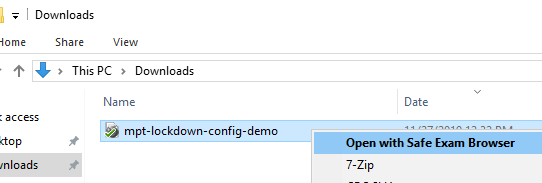 Downloads
Home Share View
This PC Downloads
Name Date
t access
ktop
wnloads
mpt-lockdown-config-demo
Open with Safe Exam Browser
7-Zip